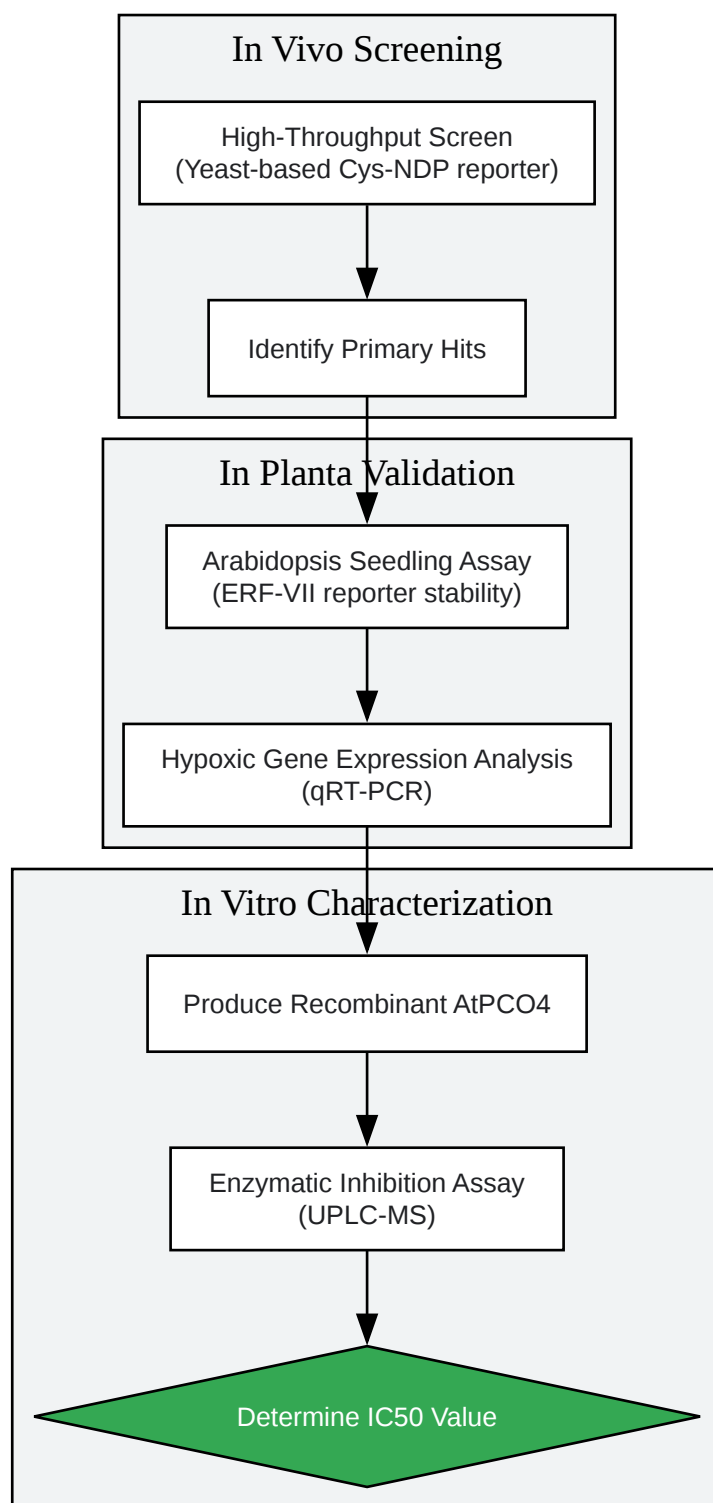 In Vivo Screening
High-Throughput Screen
(Yeast-based Cys-NDP reporter)
Identify Primary Hits
In Planta Validation
Arabidopsis Seedling Assay
(ERF-VII reporter stability)
Hypoxic Gene Expression Analysis
(qRT-PCR)
In Vitro Characterization
Produce Recombinant AtPCO4
Enzymatic Inhibition Assay
(UPLC-MS)
Determine IC50 Value